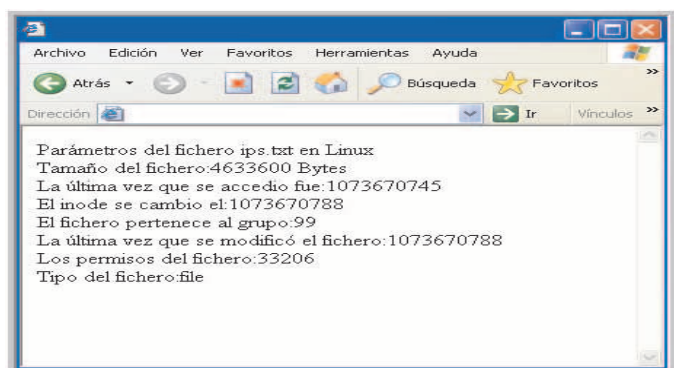 Archivo Edición Ver Favoritos Herramientas Ayuda
Atrás Búsqueda Favoritos »
Dirección Ir Vínculos »
Parámetros del fichero ips.txt en Linux
Tamaño del fichero:4633600 Bytes
La última vez que se accedio fue:1073670745
El inode se cambio el:1073670788
El fichero pertenece al grupo:99
La última vez que se modificó el fichero:1073670788
Los permisos del fichero:33206
Tipo del fichero:file